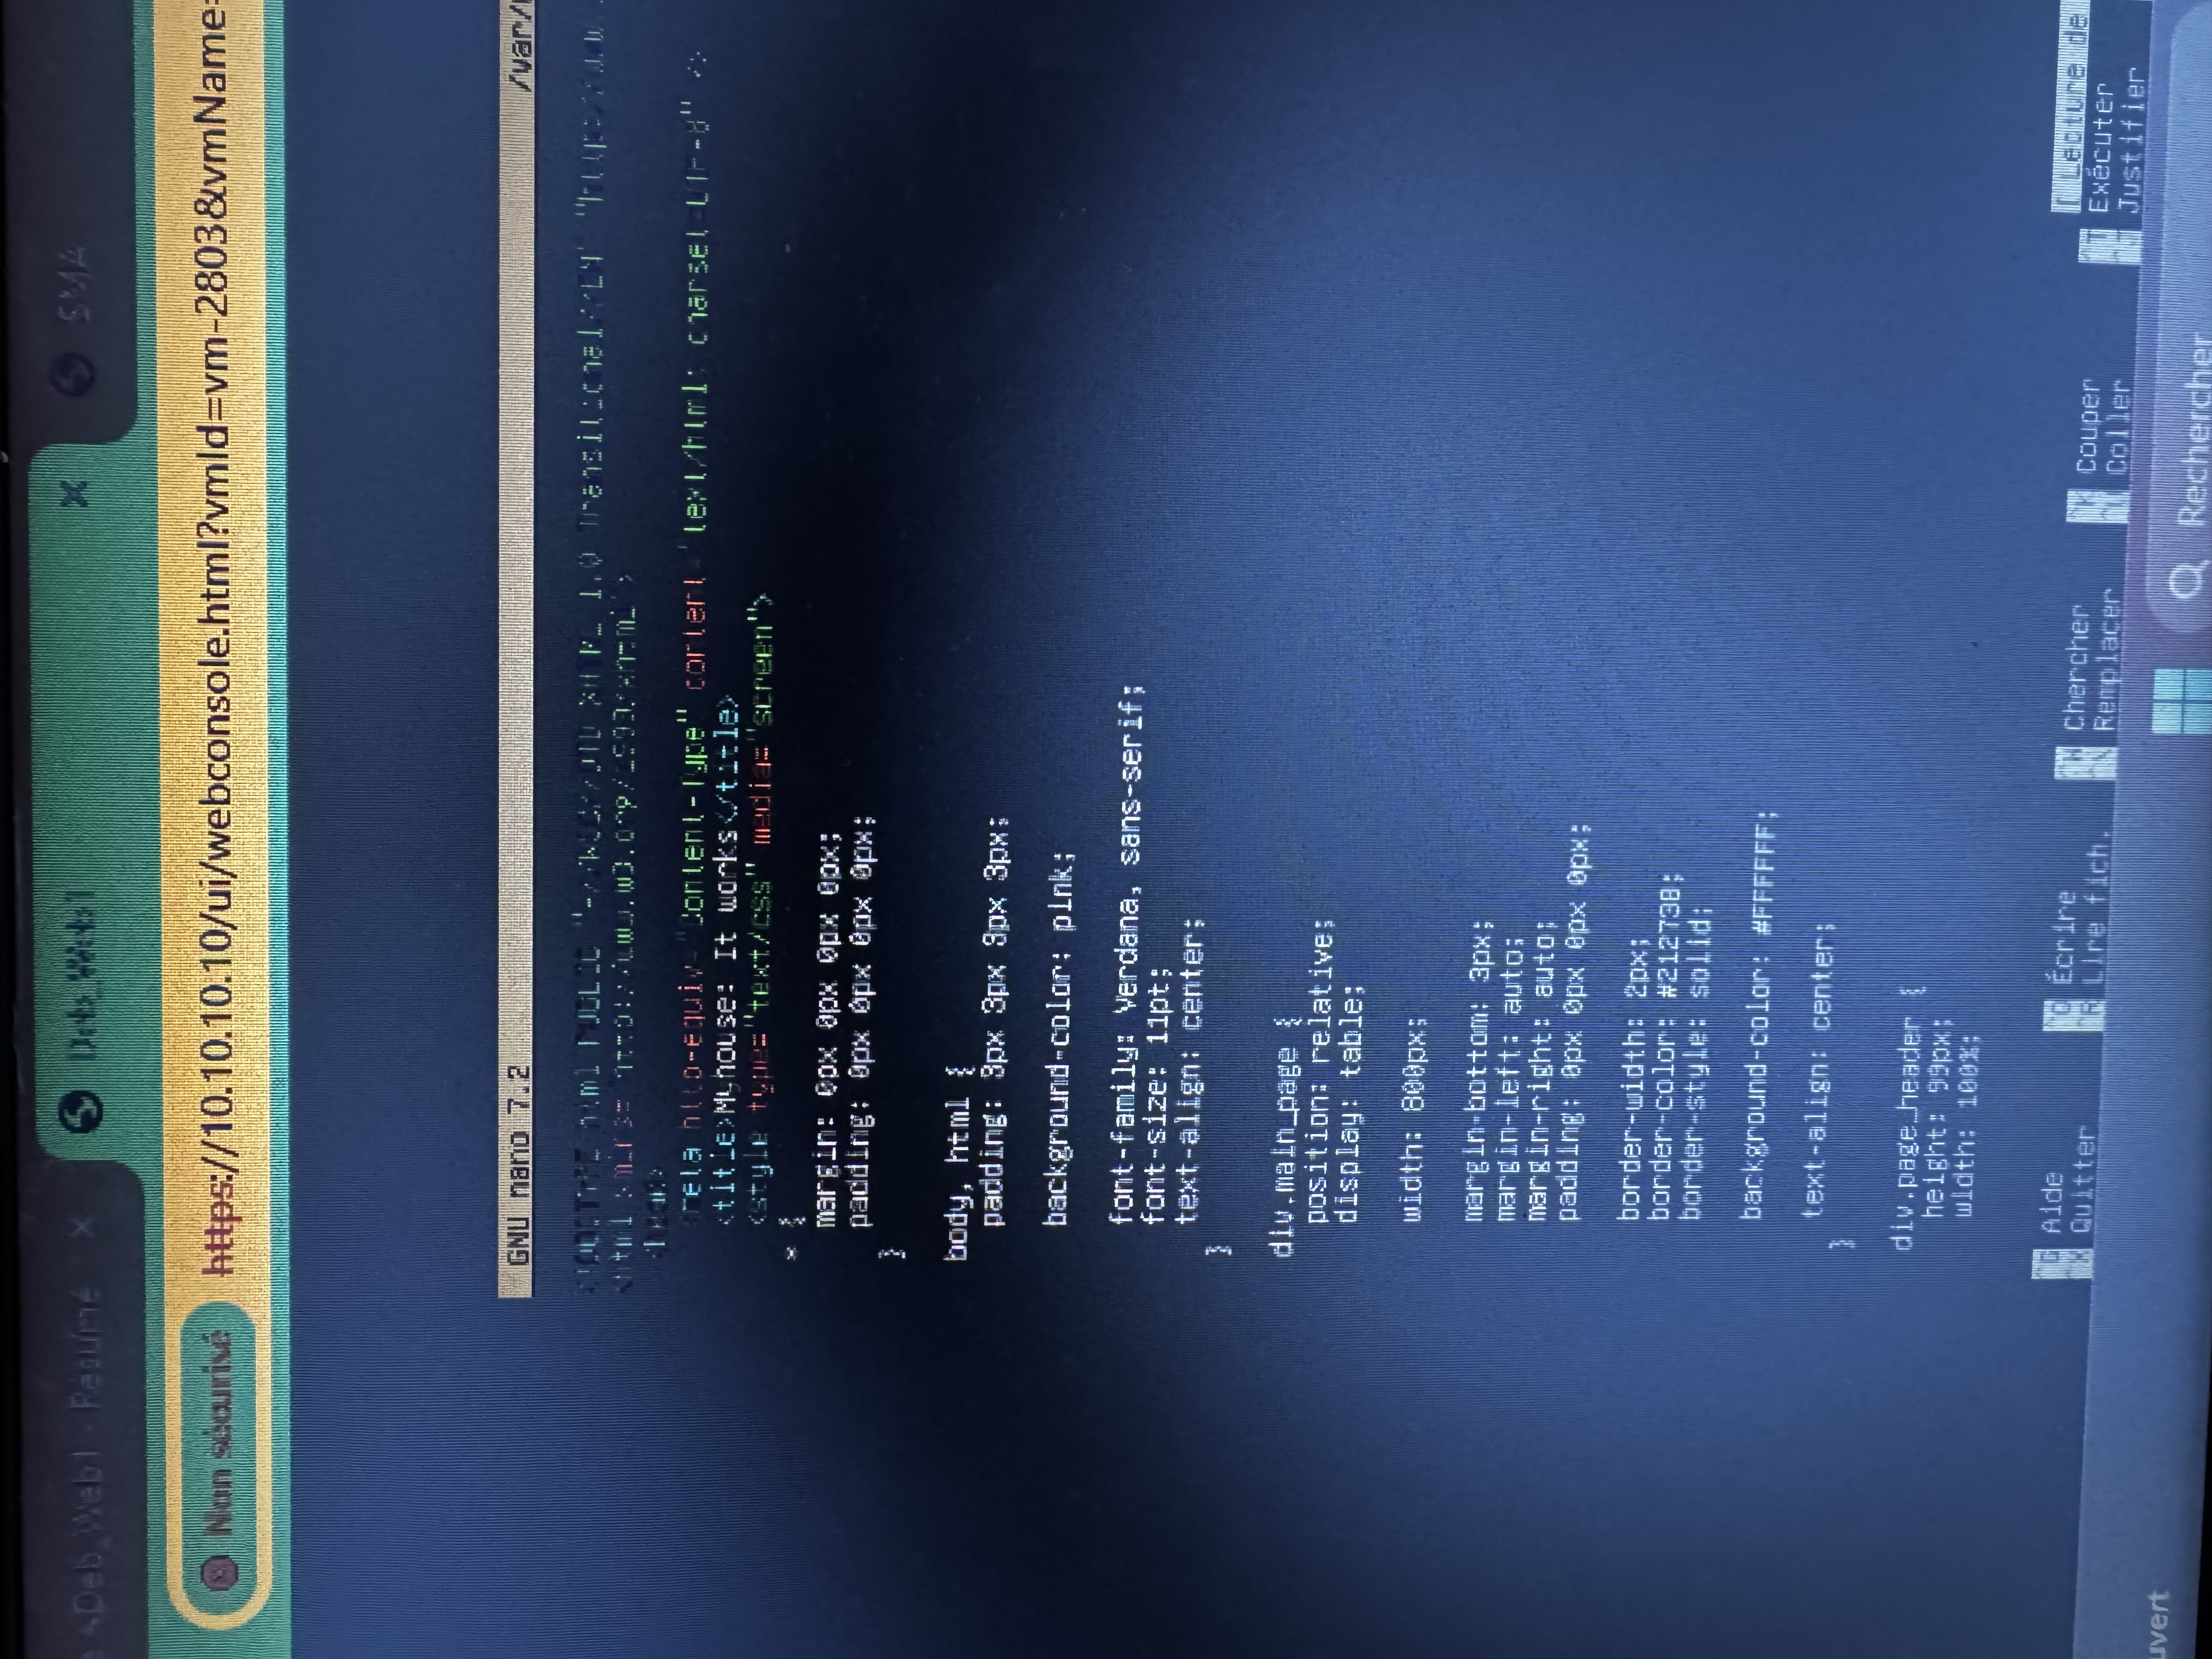 Deb_Web1 - Résumé
Deb_Web1
SMA
Non sécurisé https://10.10.10.10/ui/webconsole.html?vmId=vm-2803&vmName=
GNU nano 7.2 /var/
<!DOCTYPE html PUBLIC "-//W3C//DTD XHTML 1.0 Transitional//EN" "http://www.
<html xmlns="http://www.w3.org/1999/xhtml">
<head>
<meta http-equiv="Content-Type" content="text/html; charset=UTF-8" />
<title>Myhouse: It works</title>
<style type="text/css" media="screen">
* {
margin: 0px 0px 0px 0px;
padding: 0px 0px 0px 0px;
}
body, html {
padding: 3px 3px 3px 3px;
background-color: pink;
font-family: Verdana, sans-serif;
font-size: 11pt;
text-align: center;
}
div.main_page {
position: relative;
display: table;
width: 800px;
margin-bottom: 3px;
margin-left: auto;
margin-right: auto;
padding: 0px 0px 0px 0px;
border-width: 2px;
border-color: #212738;
border-style: solid;
background-color: #FFFFFF;
text-align: center;
}
div.page_header {
height: 99px;
width: 100%;
[ Lecture de
^G Aide ^O Écrire ^W Chercher ^K Couper ^T Exécuter
^X Quitter ^R Lire fich. ^\ Remplacer ^U Coller ^J Justifier
uvert
Rechercher